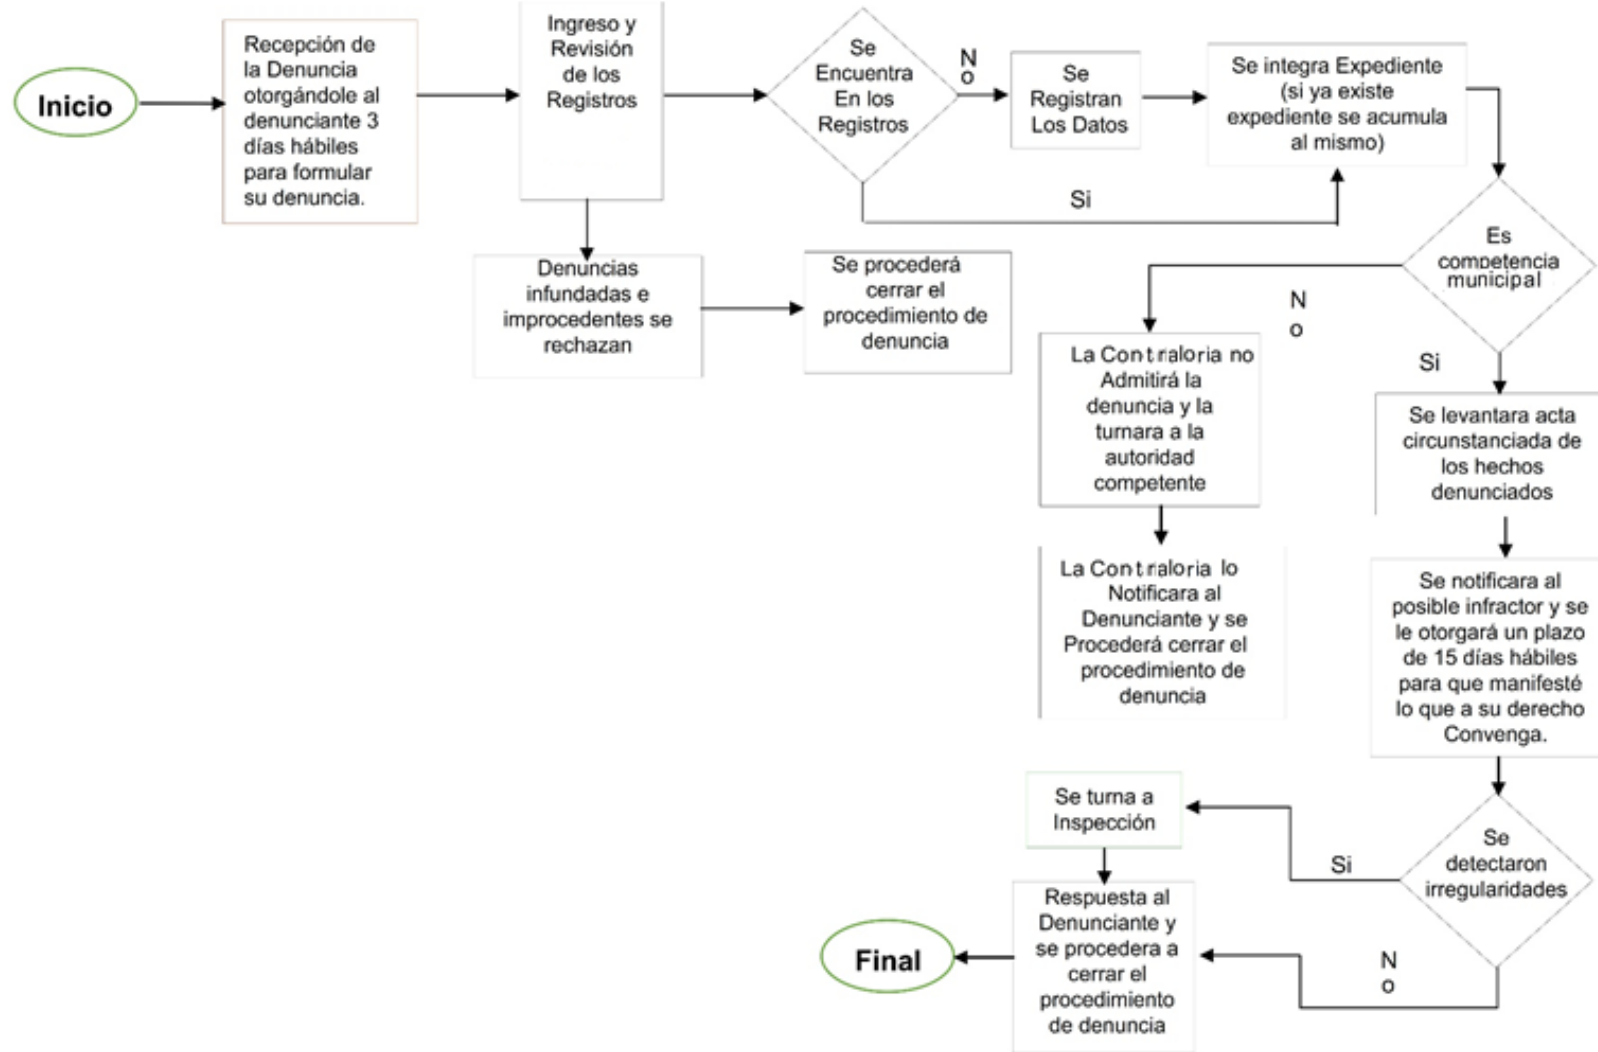 Inicio
Recepción de
la Denuncia
otorgándole al
denunciante 3
días hábiles
para formular
su denuncia.
Ingreso y
Revisión
de los
Registros
Denuncias
infundadas e
improcedentes se
rechazan
Se procederá
cerrar el
procedimiento de
denuncia
Se
Encuentra
En los
Registros
N
o
Se
Registran
Los Datos
Si
Se integra Expediente
(si ya existe
expediente se acumula
al mismo)
Es
competencia
municipal
N
o
La Contraloria no
Admitirá la
denuncia y la
turnara a la
autoridad
competente
La Contraloria lo
Notificara al
Denunciante y se
Procederá cerrar el
procedimiento de
denuncia
Si
Se levantara acta
circunstanciada de
los hechos
denunciados
Se notificara al
posible infractor y se
le otorgará un plazo
de 15 días hábiles
para que manifesté
lo que a su derecho
Convenga.
Se
detectaron
irregularidades
Si
Se turna a
Inspección
N
o
Respuesta al
Denunciante y
se procedera a
cerrar el
procedimiento
de denuncia
Final